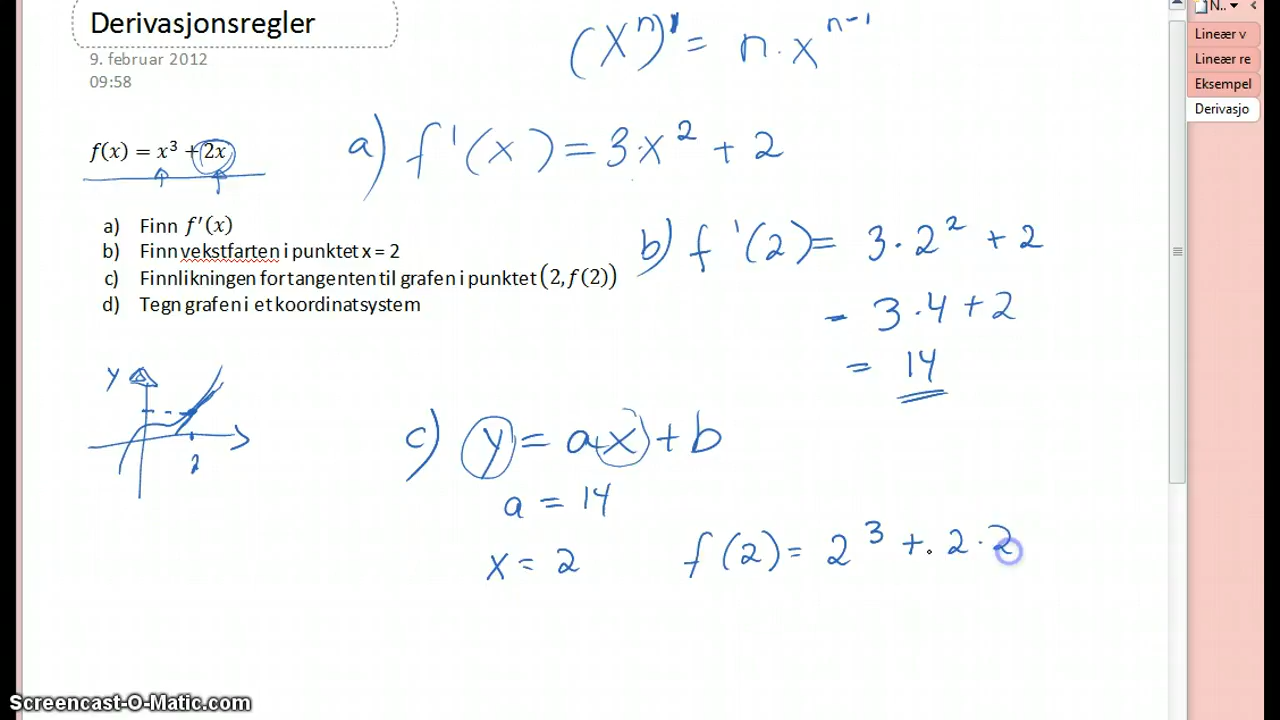 Derivasjonsregler
9. februar 2012
09:58
(x^n)' = n · x^(n-1)
N..
Lineær v
Lineær re
Eksempel
Derivasjo
f(x) = x³ + 2x
a) Finn f′(x)
b) Finn vekstfarten i punktet x = 2
c) Finn likningen for tangenten til grafen i punktet (2, f(2))
d) Tegn grafen i et koordinatsystem
a) f'(x) = 3·x² + 2
b) f'(2) = 3·2² + 2
= 3·4 + 2
= 14
y
2
c) y = a·x + b
a = 14
x = 2
f(2) = 2³ + 2·2
Screencast-O-Matic.com